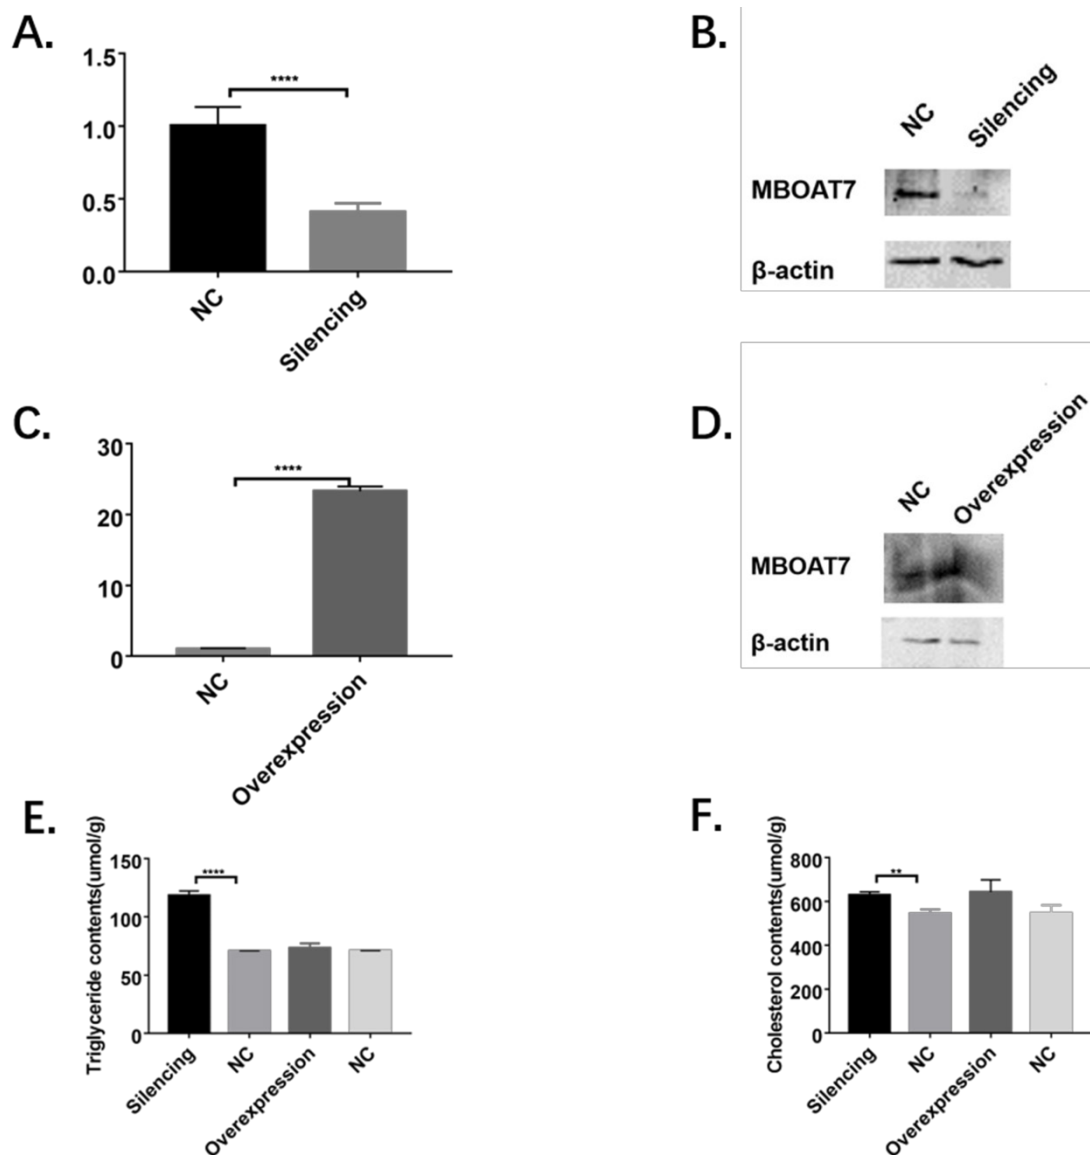 A.
1.5
1.0
0.5
0.0
****
NC
Silencing
B.
NC
Silencing
MBOAT7
β-actin
C.
30
20
10
0
****
NC
Overexpression
D.
NC
Overexpression
MBOAT7
β-actin
E.
Triglyceride contents(umol/g)
150
100
50
0
****
Silencing
NC
Overexpression
NC
F.
Cholesterol contents(umol/g)
800
600
400
200
0
**
Silencing
NC
Overexpression
NC